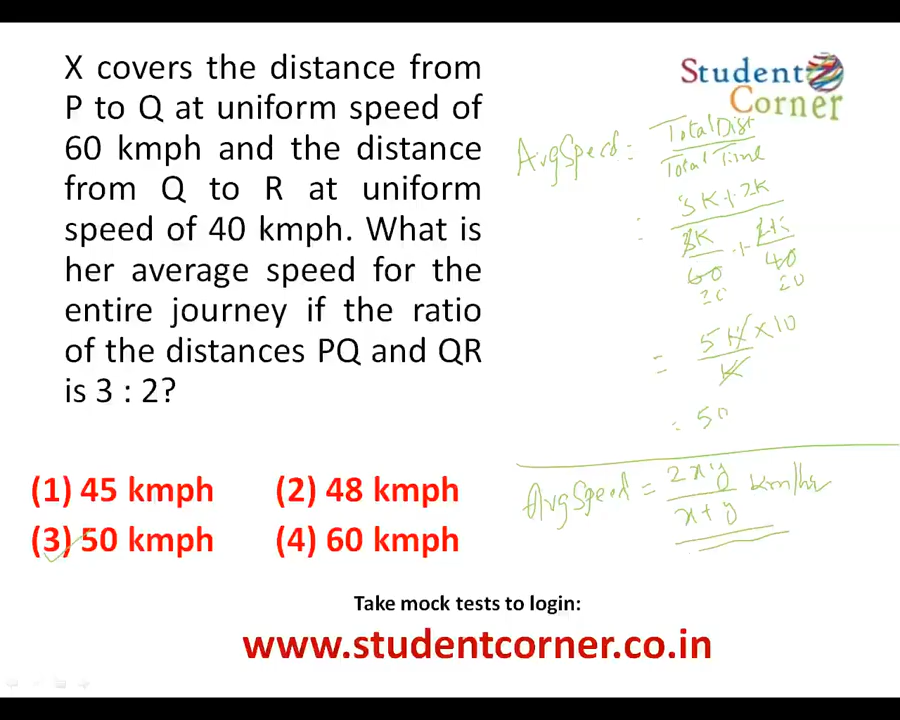 X covers the distance from
P to Q at uniform speed of
60 kmph and the distance
from Q to R at uniform
speed of 40 kmph. What is
her average speed for the
entire journey if the ratio
of the distances PQ and QR
is 3 : 2?
(1) 45 kmph (2) 48 kmph
(3) 50 kmph (4) 60 kmph
Student
Corner
AvgSpeed = Total Dist
Total Time
: 3K + 2K
3K + 2K
60 40
20 20
= 5K x 10
K
= 50
AvgSpeed = 2xy km/hr
x + y
Take mock tests to login:
www.studentcorner.co.in